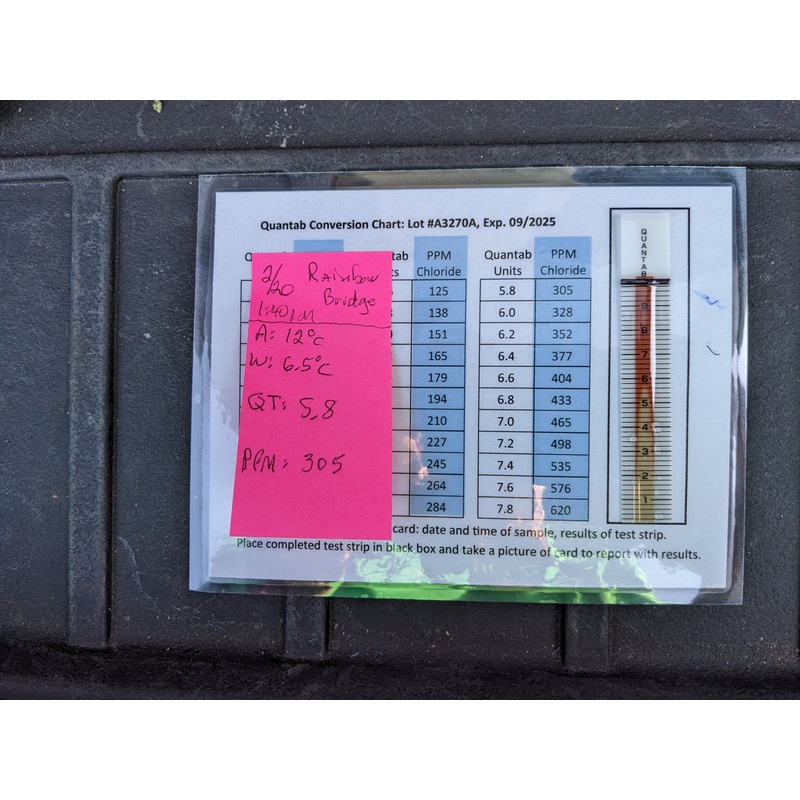 Quantab Conversion Chart: Lot #A3270A, Exp. 09/2025
PPM Quantab PPM
Chloride Units Chloride
125 5.8 305
138 6.0 328
151 6.2 352
165 6.4 377
179 6.6 404
194 6.8 433
210 7.0 465
227 7.2 498
245 7.4 535
264 7.6 576
284 7.8 620
card: date and time of sample, results of test strip.
Place completed test strip in black box and take a picture of card to report with results.
2/20 Rainbow
Bridge
1:40 pm
A: 12°C
W: 6.5°C
QT: 5.8
PPM: 305
QUANTAB
9
8
7
6
5
4
3
2
1